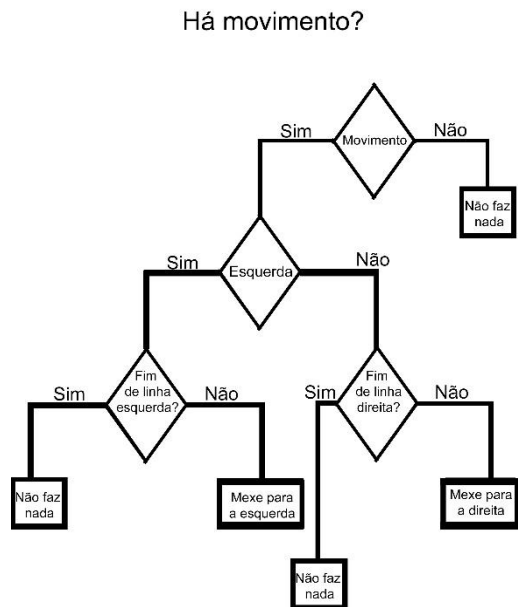 Há movimento?
Sim
Movimento
Não
Não faz
nada
Sim
Esquerda
Não
Sim
Fim
de linha
esquerda?
Não
Sim
Fim
de linha
direita?
Não
Não faz
nada
Mexe para
a esquerda
Mexe para
a direita
Não faz
nada